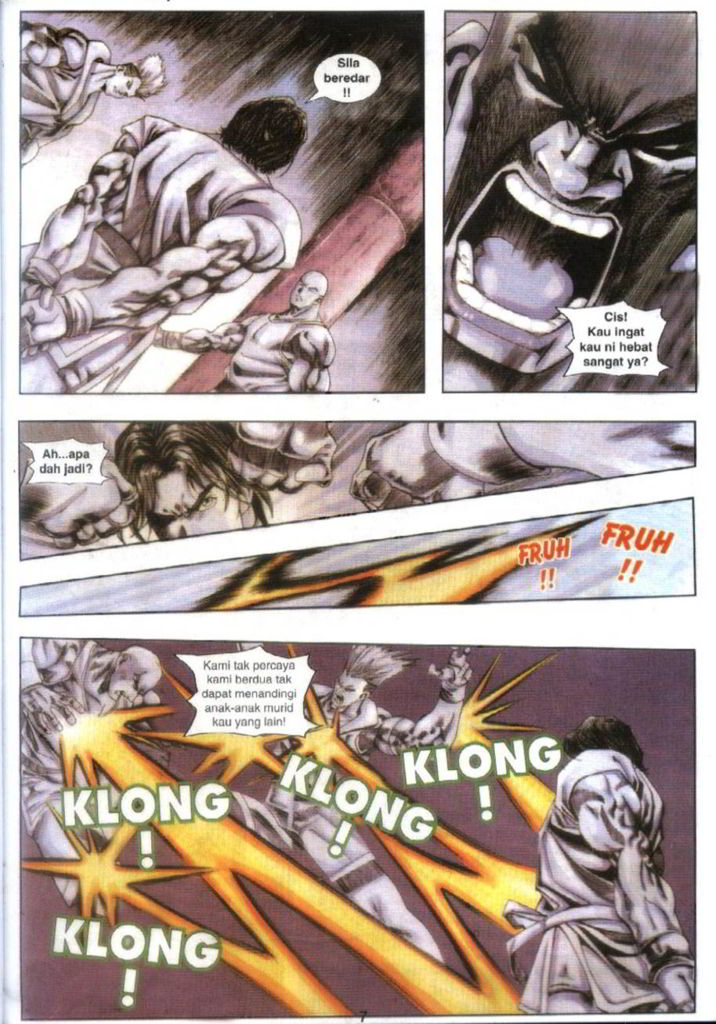 Sila
beredar
!!
Cis!
Kau ingat
kau ni hebat
sangat ya?
Ah...apa
dah jadi?
FRUH
!!
FRUH
!!
Kami tak percaya
kami berdua tak
dapat menandingi
anak-anak murid
kau yang lain!
KLONG
!
KLONG
!
KLONG
!
KLONG
!
7